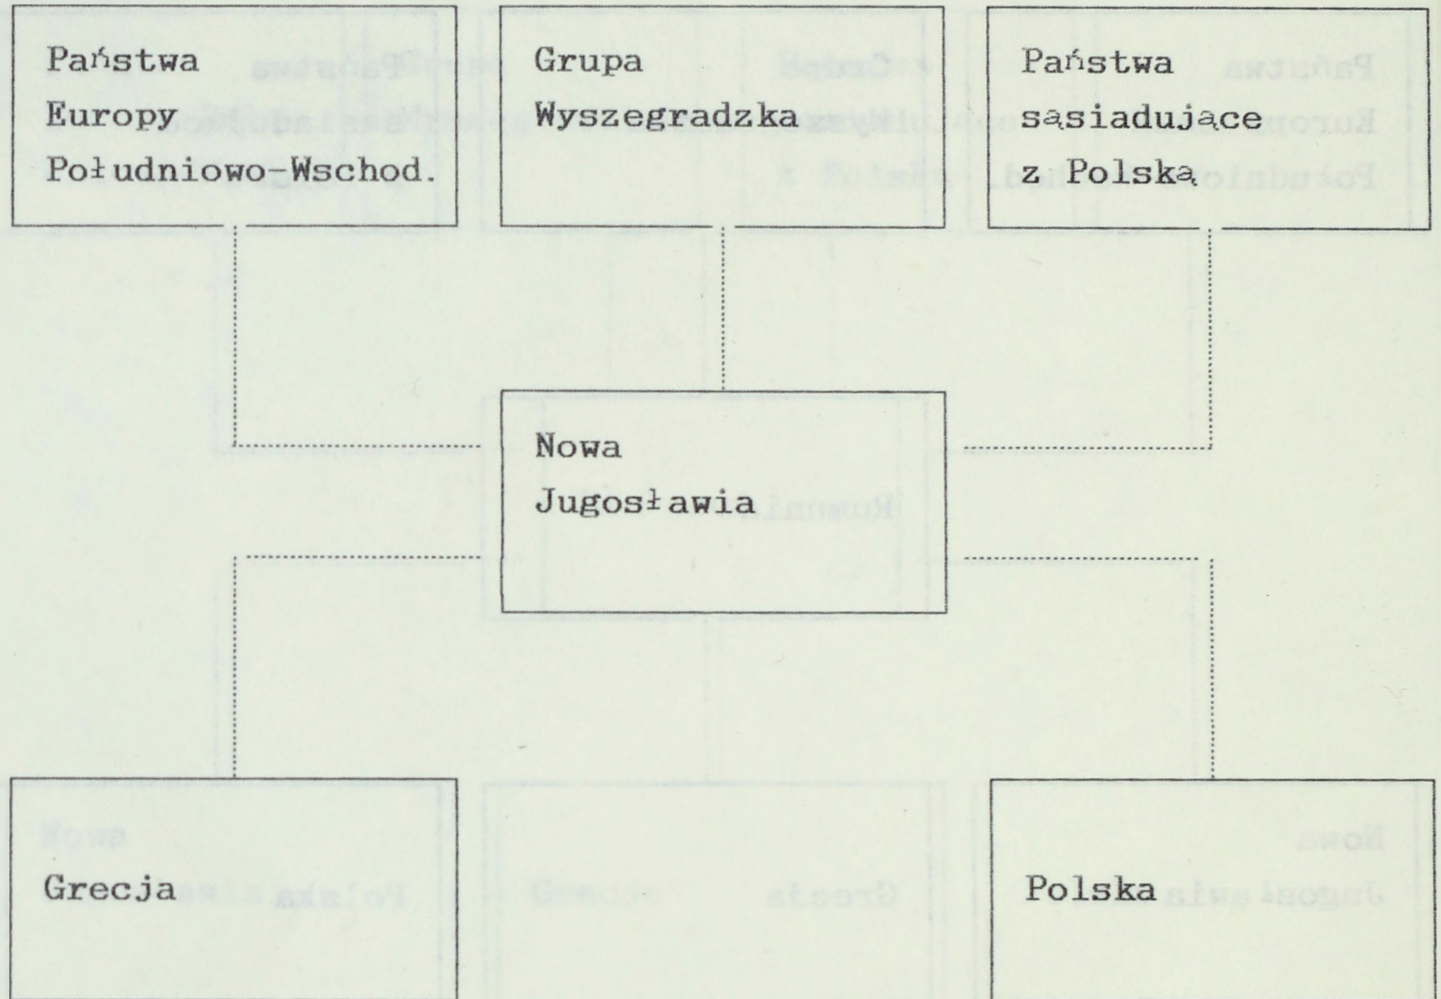 Państwa
Europy
Południowo-Wschod.
Grupa
Wyszegradzka
Państwa
sąsiadujące
z Polską
Nowa
Jugosławia
Grecja
Polska